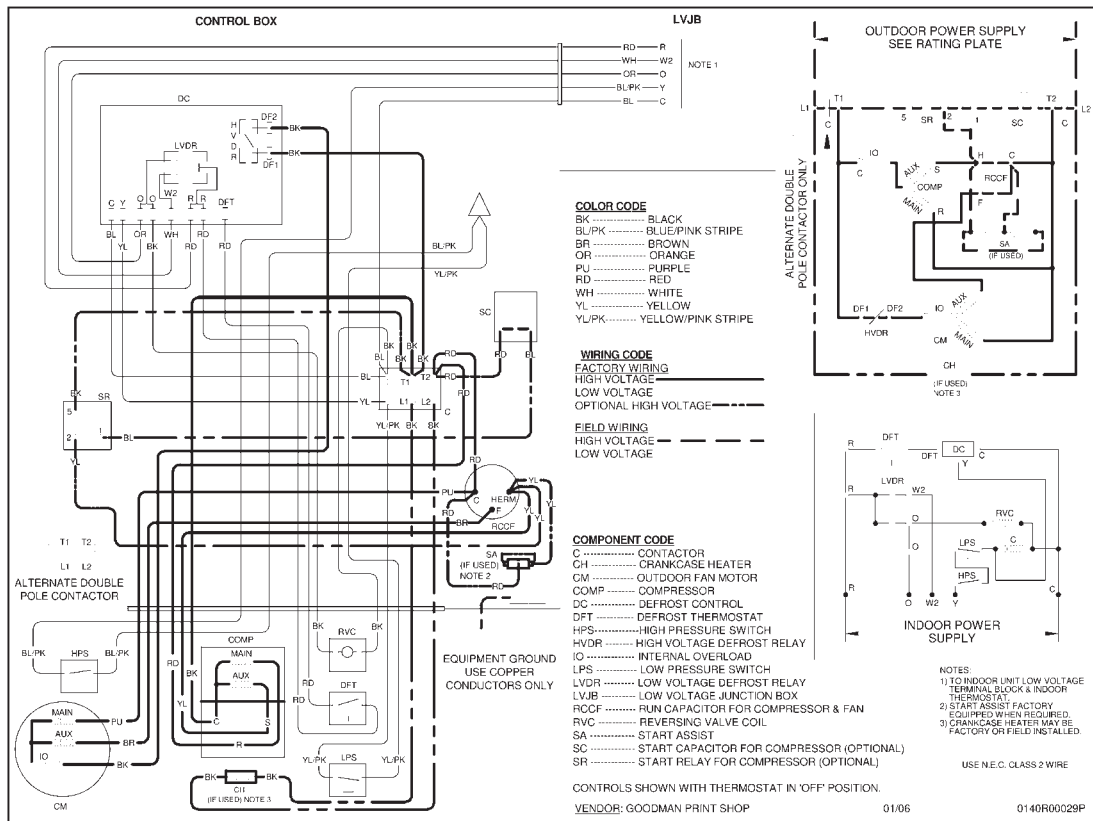 CONTROL BOX
LVJB
RD R
WH W2
OR O
BL/PK Y
BL C
NOTE 1
DC
H
V
D
R
DF2
BK
BK
DF1
LVDR
W2
C Y O O R R DFT
BL OR WH RD
YL BK RD RD
BL/PK
YL/PK
SC
BK BK BK
BL BK BK
RD
RD
RD
RD BL
BL T1 T2
YL L1 L2
C
YL/PK BK BK
BK SR
5
2 1
BL
YL
RD
PU C HERM
F
RCCF
BR
RD
YL
YL
YL
YL
SA
(IF USED)
NOTE 2
RD
T1 T2
L1 L2
ALTERNATE DOUBLE
POLE CONTACTOR
BL/PK HPS BL/PK
COMP
MAIN
AUX
C S
R
RD BK
YL
BK RVC BK
RD DFT RD
YL/PK LPS YL/PK
EQUIPMENT GROUND
USE COPPER
CONDUCTORS ONLY
MAIN PU
AUX BR
IO BK
CM
BK BK
CH
(IF USED) NOTE 3
COLOR CODE
BK ---------- BLACK
BL/PK ---------- BLUE/PINK STRIPE
BR ---------- BROWN
OR ---------- ORANGE
PU ---------- PURPLE
RD ---------- RED
WH ---------- WHITE
YL ---------- YELLOW
YL/PK--------- YELLOW/PINK STRIPE
WIRING CODE
FACTORY WIRING
HIGH VOLTAGE
LOW VOLTAGE
OPTIONAL HIGH VOLTAGE
FIELD WIRING
HIGH VOLTAGE
LOW VOLTAGE
COMPONENT CODE
C ------------ CONTACTOR
CH ---------- CRANKCASE HEATER
CM ---------- OUTDOOR FAN MOTOR
COMP ------ COMPRESSOR
DC ---------- DEFROST CONTROL
DFT --------- DEFROST THERMOSTAT
HPS---------HIGH PRESSURE SWITCH
HVDR ------- HIGH VOLTAGE DEFROST RELAY
IO ----------- INTERNAL OVERLOAD
LPS --------- LOW PRESSURE SWITCH
LVDR ------- LOW VOLTAGE DEFROST RELAY
LVJB -------- LOW VOLTAGE JUNCTION BOX
RCCF ------- RUN CAPACITOR FOR COMPRESSOR & FAN
RVC --------- REVERSING VALVE COIL
SA ---------- START ASSIST
SC ---------- START CAPACITOR FOR COMPRESSOR (OPTIONAL)
SR ---------- START RELAY FOR COMPRESSOR (OPTIONAL)
CONTROLS SHOWN WITH THERMOSTAT IN 'OFF' POSITION.
VENDOR: GOODMAN PRINT SHOP 01/06 0140R00029P
OUTDOOR POWER SUPPLY
SEE RATING PLATE
L1 T1 T2 L2
C 5 SR 2 1 SC C
ALTERNATE DOUBLE
POLE CONTACTOR ONLY
IO
C
AUX S
COMP
MAIN R
H C
RCCF
F
SA
(IF USED)
DF1 DF2
HVDR
IO AUX
CM MAIN
CH
(IF USED)
NOTE 3
R DFT DFT DC C
Y
LVDR
R W2
O
RVC
C
LPS
HPS
O
R O W2 Y C
INDOOR POWER
SUPPLY
NOTES:
1) TO INDOOR UNIT LOW VOLTAGE
TERMINAL BLOCK & INDOOR
THERMOSTAT.
2) START ASSIST FACTORY
EQUIPPED WHEN REQUIRED.
3) CRANKCASE HEATER MAY BE
FACTORY OR FIELD INSTALLED.
USE N.E.C. CLASS 2 WIRE